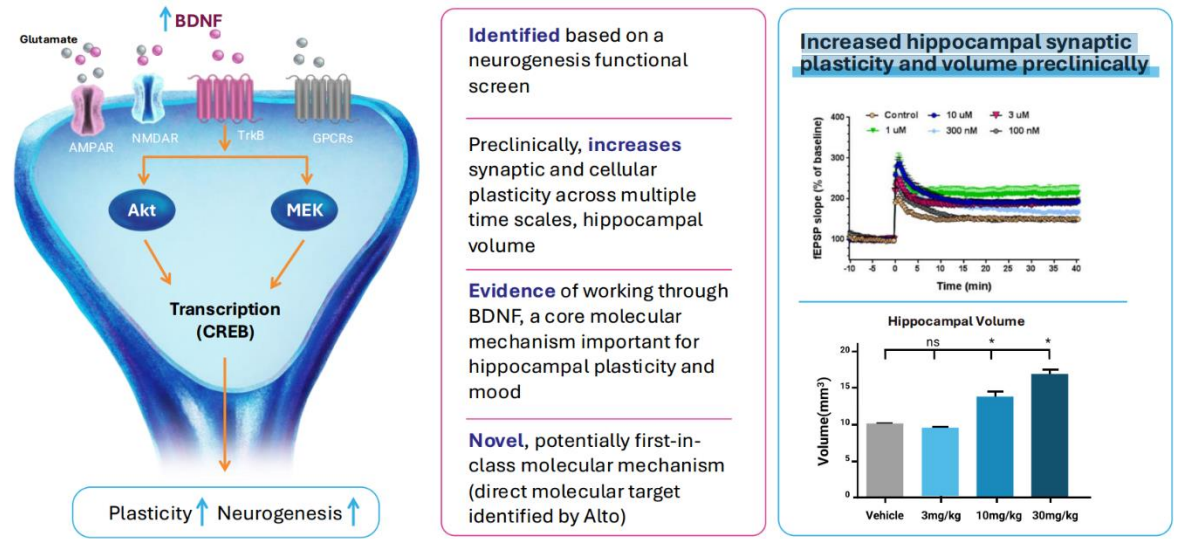 BDNF
Glutamate
AMPAR
NMDAR
TrkB
GPCRs
Akt
MEK
Transcription
(CREB)
Plasticity
Neurogenesis
Identified based on a
neurogenesis functional
screen
Preclinically, increases
synaptic and cellular
plasticity across multiple
time scales, hippocampal
volume
Evidence of working through
BDNF, a core molecular
mechanism important for
hippocampal plasticity and
mood
Novel, potentially first-in-
class molecular mechanism
(direct molecular target
identified by Alto)
Increased hippocampal synaptic
plasticity and volume preclinically
Control 10 uM 3 uM
1 uM 300 nM 100 nM
fEPSP slope (% of baseline)
400
300
200
100
-10 -5 0 5 10 15 20 25 30 35 40
Time (min)
Hippocampal Volume
ns * *
Volume(mm³)
20
15
10
5
0
Vehicle 3mg/kg 10mg/kg 30mg/kg